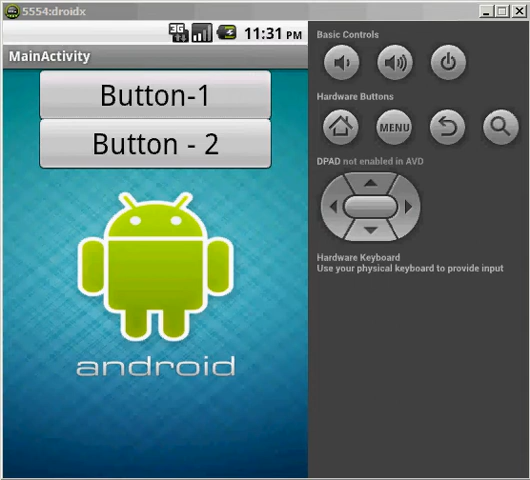 5554:droidx
3G
11:31 PM
MainActivity
Button-1
Button - 2
android
Basic Controls
Hardware Buttons
MENU
DPAD not enabled in AVD
Hardware Keyboard
Use your physical keyboard to provide input